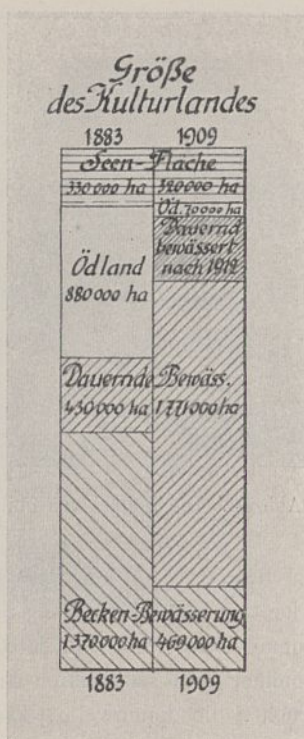 Größe
des Kulturlandes
1883 1909
Seen-Fläche
330000 ha 320000 ha
Öd. 70000 ha
Dauernd
bewässert
nach 1912
Ödland
880000 ha
Dauernde Bewäss.
430000 ha 1771000 ha
Becken-Bewässerung
1370000 ha 469000 ha
1883 1909